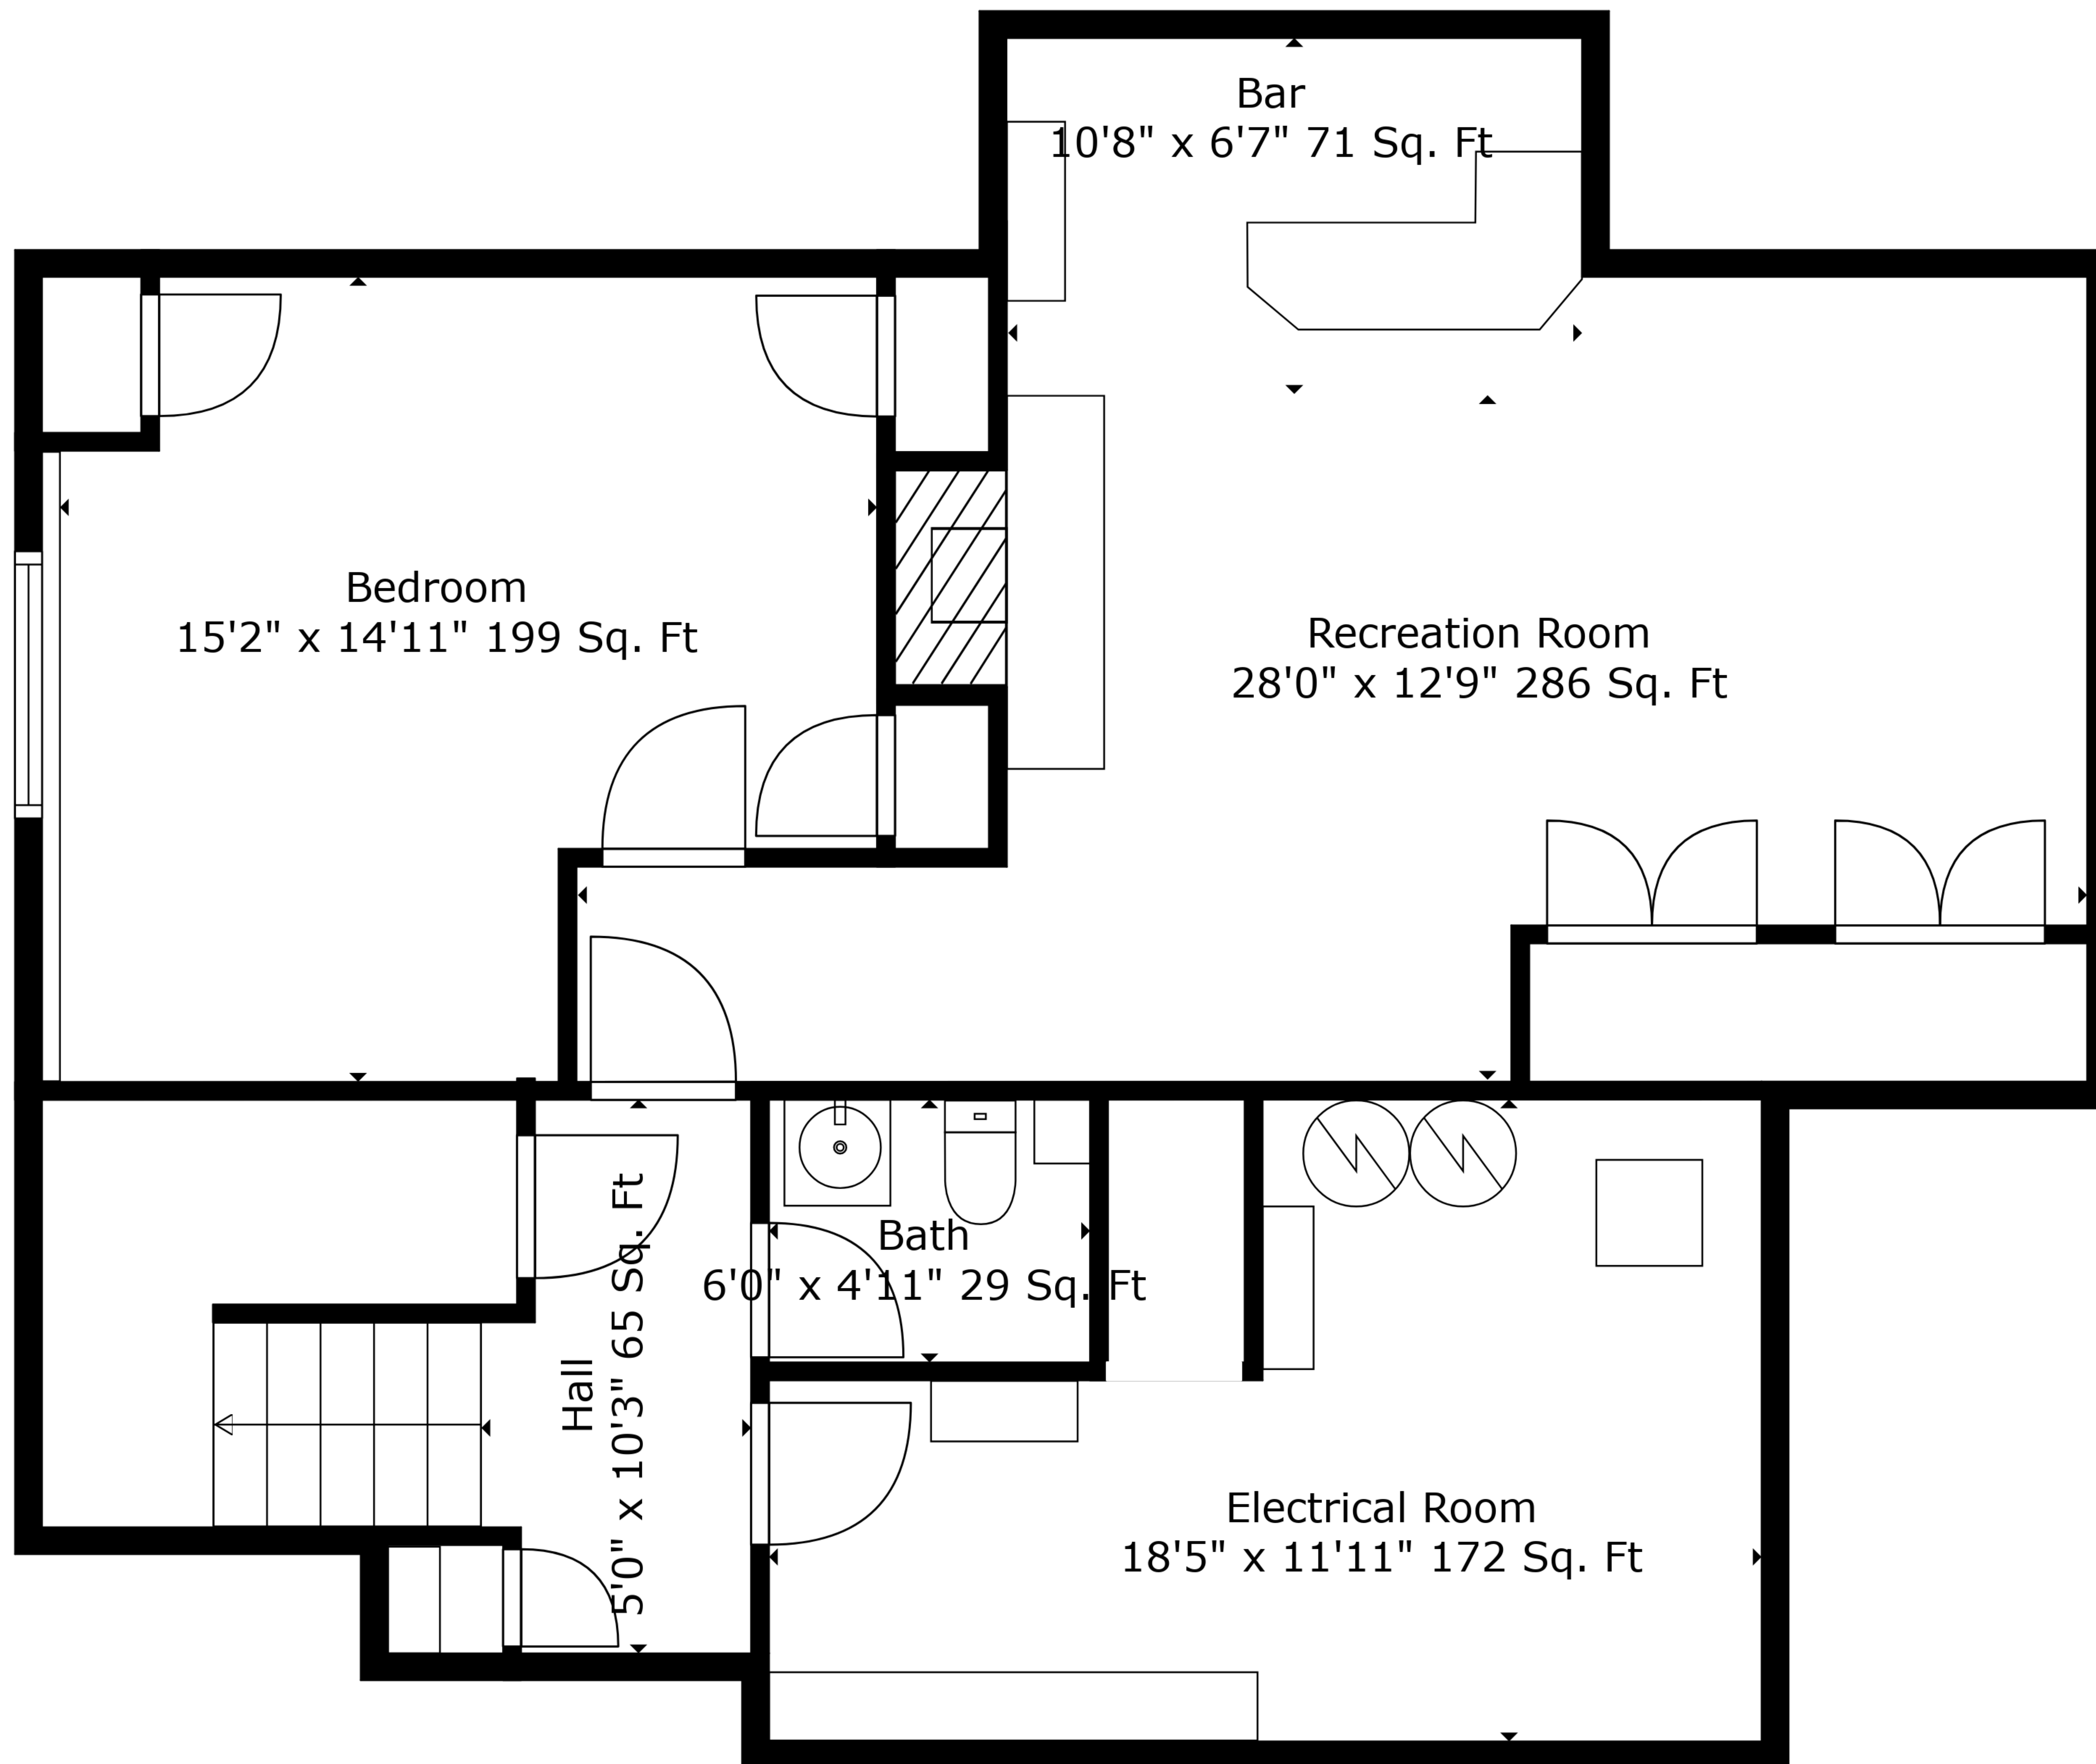 Bar
10'8" x 6'7" 71 Sq. Ft
Bedroom
15'2" x 14'11" 199 Sq. Ft
Recreation Room
28'0" x 12'9" 286 Sq. Ft
Bath
6'0" x 4'11" 29 Sq. Ft
Hall
5'0" x 10'3" 65 Sq. Ft
Electrical Room
18'5" x 11'11" 172 Sq. Ft